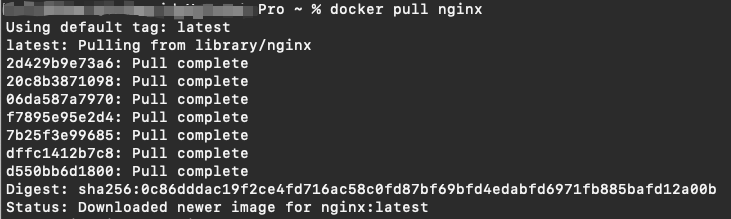 Pro ~ % docker pull nginx
Using default tag: latest
latest: Pulling from library/nginx
2d429b9e73a6: Pull complete
20c8b3871098: Pull complete
06da587a7970: Pull complete
f7895e95e2d4: Pull complete
7b25f3e99685: Pull complete
dffc1412b7c8: Pull complete
d550bb6d1800: Pull complete
Digest: sha256:0c86dddac19f2ce4fd716ac58c0fd87bf69bfd4edabfd6971fb885bafd12a00b
Status: Downloaded newer image for nginx:latest